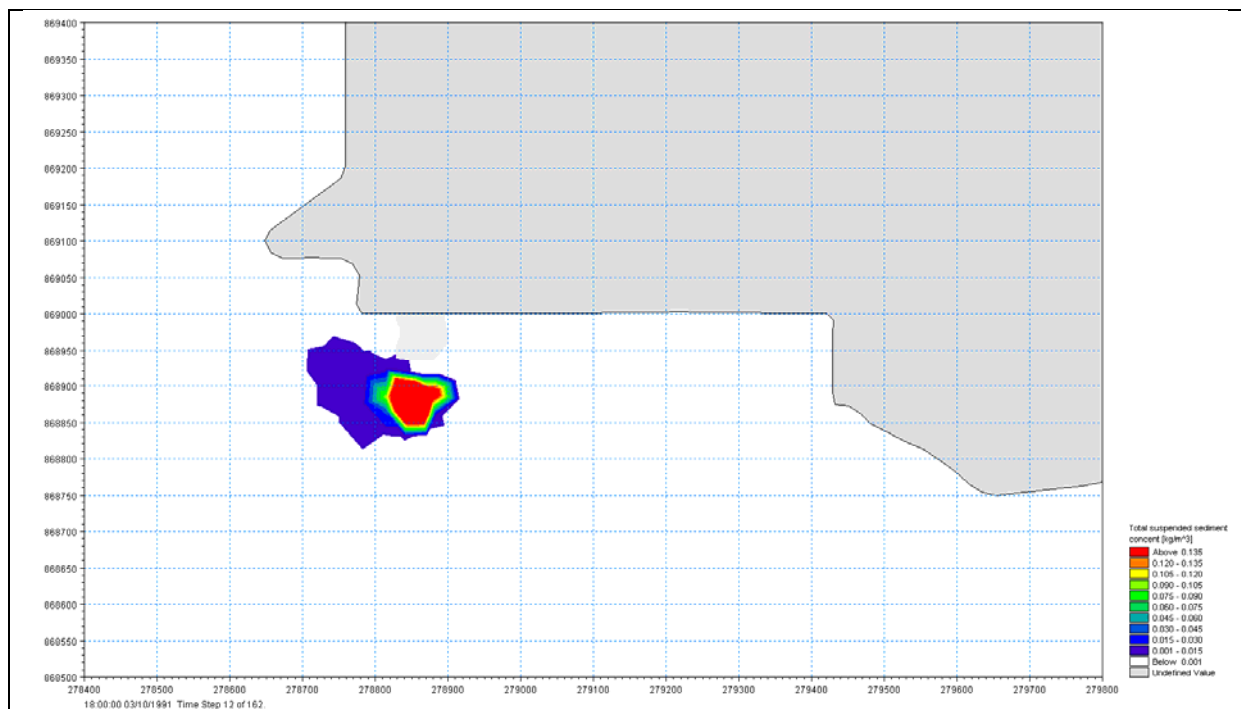 869400
869350
869300
869250
869200
869150
869100
869050
869000
868950
868900
868850
868800
868750
868700
868650
868600
868550
868500
278400 278500 278600 278700 278800 278900 279000 279100 279200 279300 279400 279500 279600 279700 279800
18:00:00 03/10/1991 Time Step 12 of 162.
Total suspended sediment
concent [kg/m^3]
Above 0.135
0.120 - 0.135
0.105 - 0.120
0.090 - 0.105
0.075 - 0.090
0.060 - 0.075
0.045 - 0.060
0.030 - 0.045
0.015 - 0.030
0.001 - 0.015
Below 0.001
Undefined Value